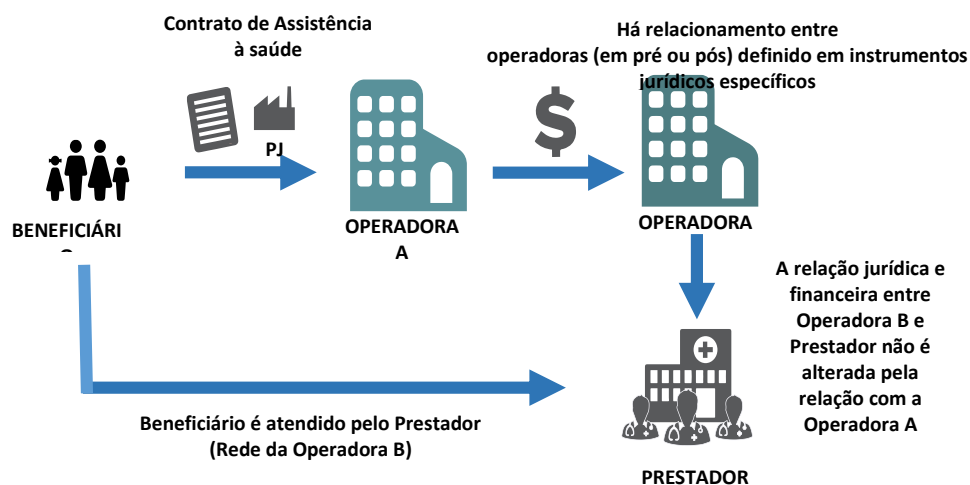 Contrato de Assistência
à saúde
Há relacionamento entre
operadoras (em pré ou pós) definido em instrumentos
jurídicos específicos
PJ
BENEFICIÁRI
OPERADORA
A
OPERADORA
A relação jurídica e
financeira entre
Operadora B e
Prestador não é
alterada pela
relação com a
Operadora A
Beneficiário é atendido pelo Prestador
(Rede da Operadora B)
PRESTADOR